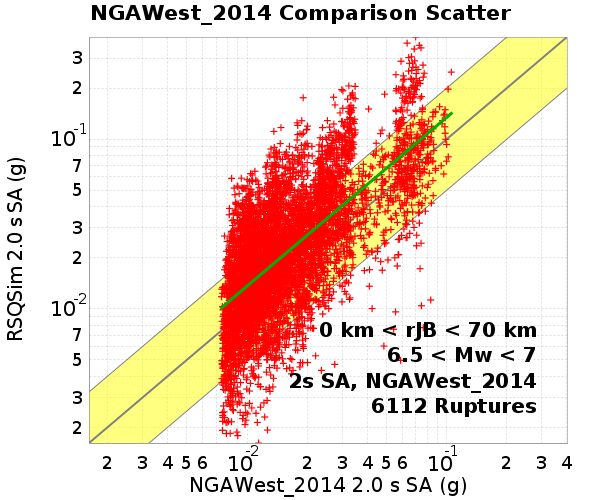 NGAWest_2014 Comparison Scatter
RSQSim 2.0 s SA (g)
3
2
10^-1
7
5
3
2
10^-2
7
5
3
2
0 km < rJB < 70 km
6.5 < Mw < 7
2s SA, NGAWest_2014
6112 Ruptures
2 3 4 5 6 10^-2 2 3 4 5 6 10^-1 2 3 4
NGAWest_2014 2.0 s SA (g)